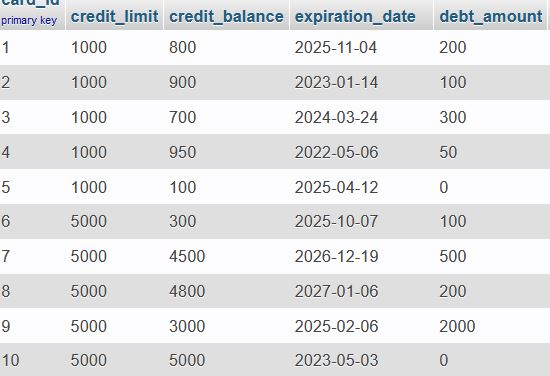 card_id credit_limit credit_balance expiration_date debt_amount
primary key
1 1000 800 2025-11-04 200
2 1000 900 2023-01-14 100
3 1000 700 2024-03-24 300
4 1000 950 2022-05-06 50
5 1000 100 2025-04-12 0
6 5000 300 2025-10-07 100
7 5000 4500 2026-12-19 500
8 5000 4800 2027-01-06 200
9 5000 3000 2025-02-06 2000
10 5000 5000 2023-05-03 0